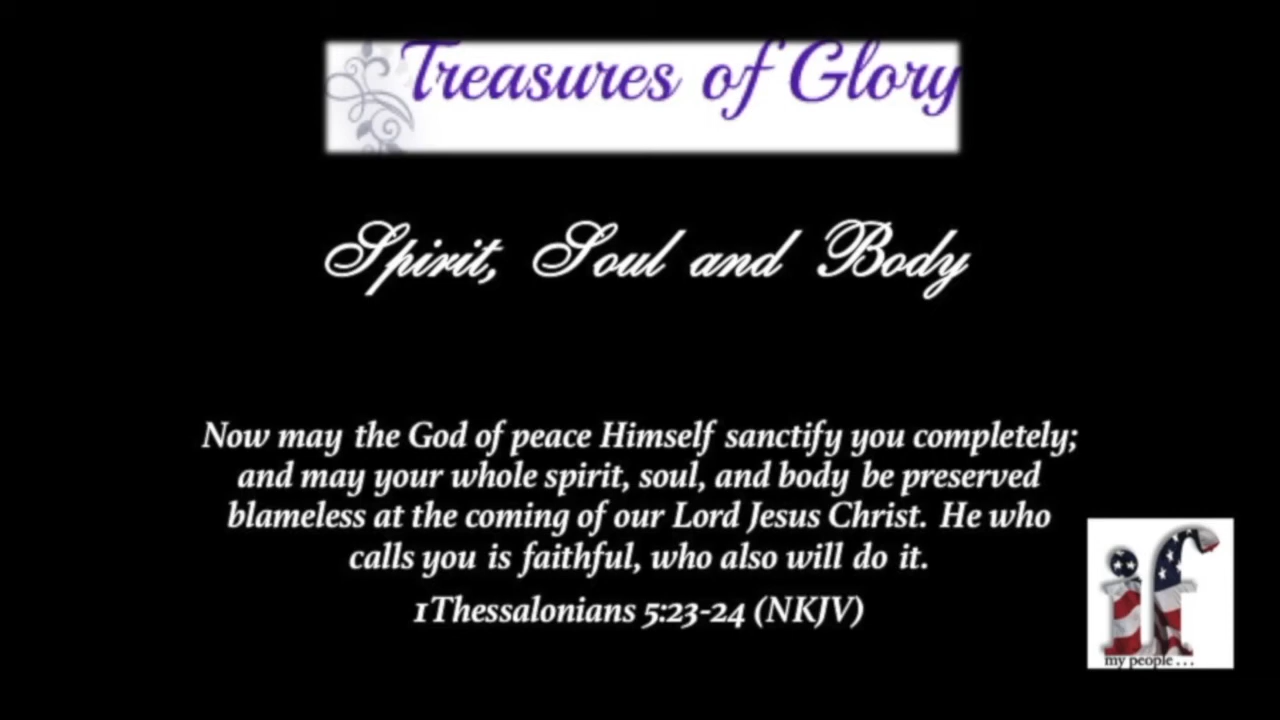 Treasures of Glory
Spirit, Soul and Body
Now may the God of peace Himself sanctify you completely;
and may your whole spirit, soul, and body be preserved
blameless at the coming of our Lord Jesus Christ. He who
calls you is faithful, who also will do it.
1Thessalonians 5:23-24 (NKJV)
if
my people . . .